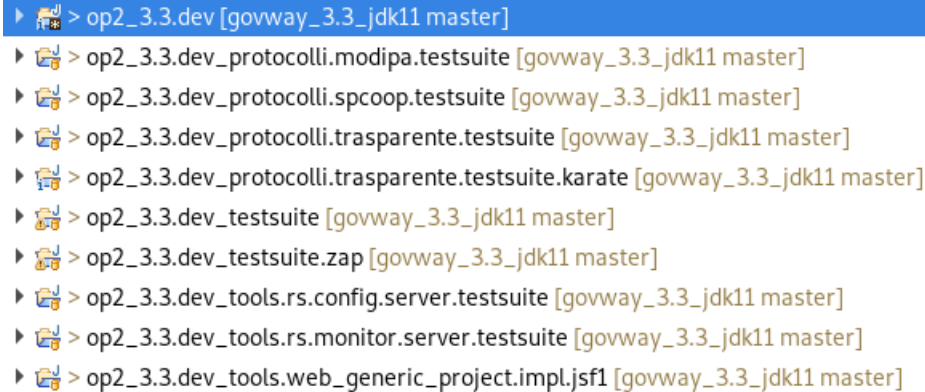 > op2_3.3.dev [govway_3.3_jdk11 master]
> op2_3.3.dev_protocolli.modipa.testsuite [govway_3.3_jdk11 master]
> op2_3.3.dev_protocolli.spcoop.testsuite [govway_3.3_jdk11 master]
> op2_3.3.dev_protocolli.trasparente.testsuite [govway_3.3_jdk11 master]
> op2_3.3.dev_protocolli.trasparente.testsuite.karate [govway_3.3_jdk11 master]
> op2_3.3.dev_testsuite [govway_3.3_jdk11 master]
> op2_3.3.dev_testsuite.zap [govway_3.3_jdk11 master]
> op2_3.3.dev_tools.rs.config.server.testsuite [govway_3.3_jdk11 master]
> op2_3.3.dev_tools.rs.monitor.server.testsuite [govway_3.3_jdk11 master]
> op2_3.3.dev_tools.web_generic_project.impl.jsf1 [govway_3.3_jdk11 master]